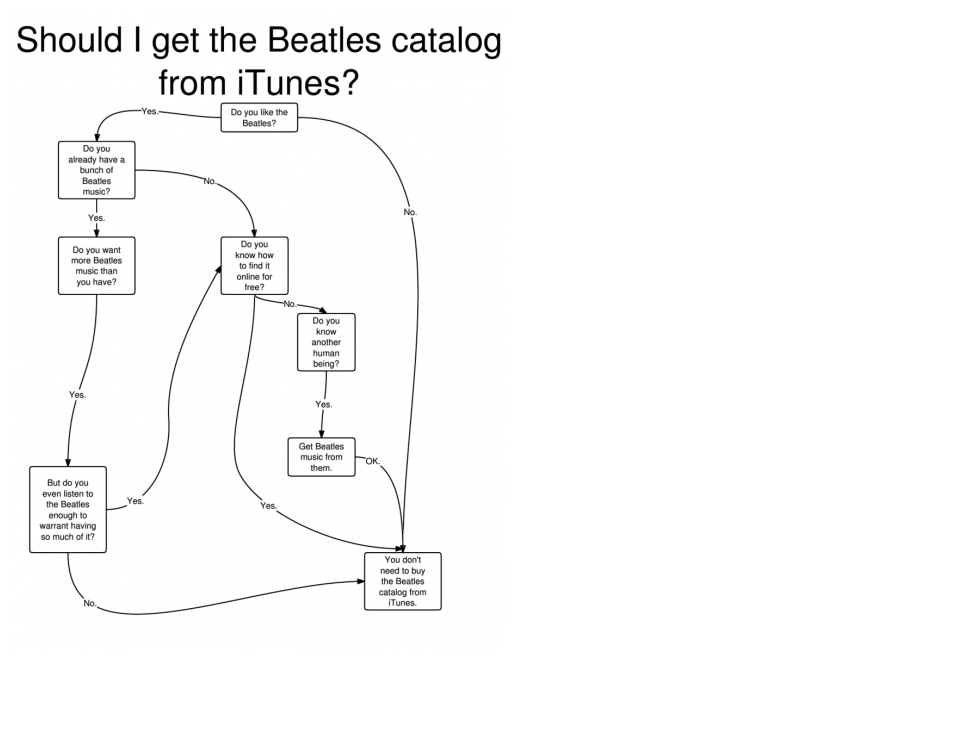 Should I get the Beatles catalog
from iTunes?
Do you like the
Beatles?
Yes.
No.
Do you
already have a
bunch of
Beatles
music?
No.
Yes.
Do you want
more Beatles
music than
you have?
Do you
know how
to find it
online for
free?
No.
Do you
know
another
human
being?
Yes.
Yes.
Get Beatles
music from
them.
OK.
But do you
even listen to
the Beatles
enough to
warrant having
so much of it?
Yes.
Yes.
You don't
need to buy
the Beatles
catalog from
iTunes.
No.